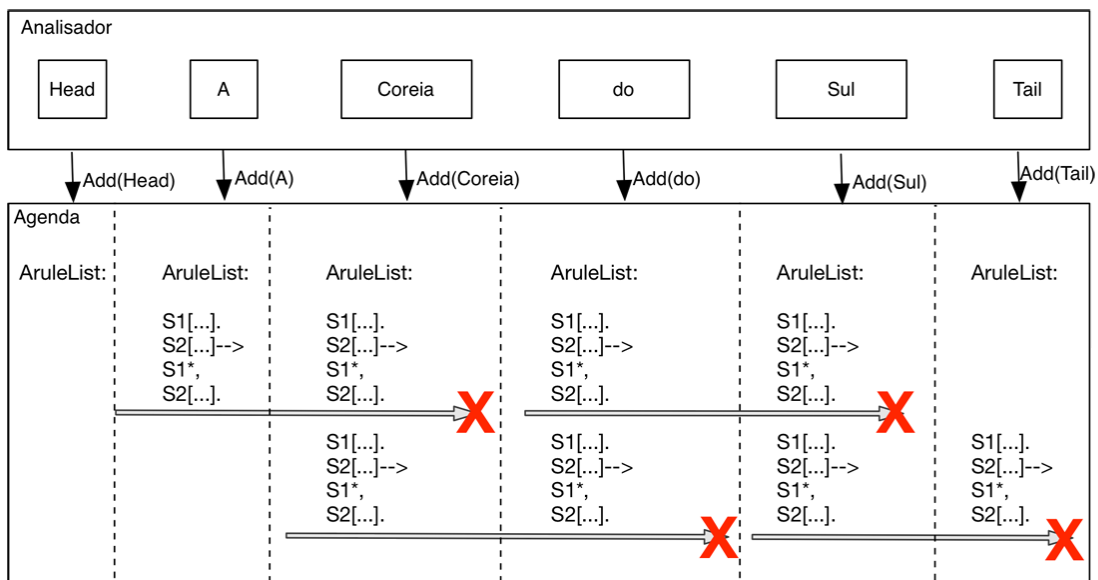 Analisador
Head A Coreia do Sul Tail
Add(Head) Add(A) Add(Coreia) Add(do) Add(Sul) Add(Tail)
Agenda
AruleList: AruleList: AruleList: AruleList: AruleList: AruleList:
S1[...]. S1[...]. S1[...]. S1[...].
S2[...]--> S2[...]--> S2[...]--> S2[...]-->
S1*, S1*, S1*, S1*,
S2[...]. S2[...]. S2[...]. S2[...].
X X
S1[...]. S1[...]. S1[...]. S1[...].
S2[...]--> S2[...]--> S2[...]--> S2[...]-->
S1*, S1*, S1*, S1*,
S2[...]. S2[...]. S2[...]. S2[...].
X X